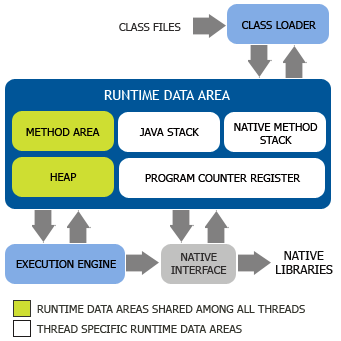 CLASS FILES
CLASS LOADER
RUNTIME DATA AREA
METHOD AREA
JAVA STACK
NATIVE METHOD
STACK
HEAP
PROGRAM COUNTER REGISTER
EXECUTION ENGINE
NATIVE
INTERFACE
NATIVE
LIBRARIES
RUNTIME DATA AREAS SHARED AMONG ALL THREADS
THREAD SPECIFIC RUNTIME DATA AREAS